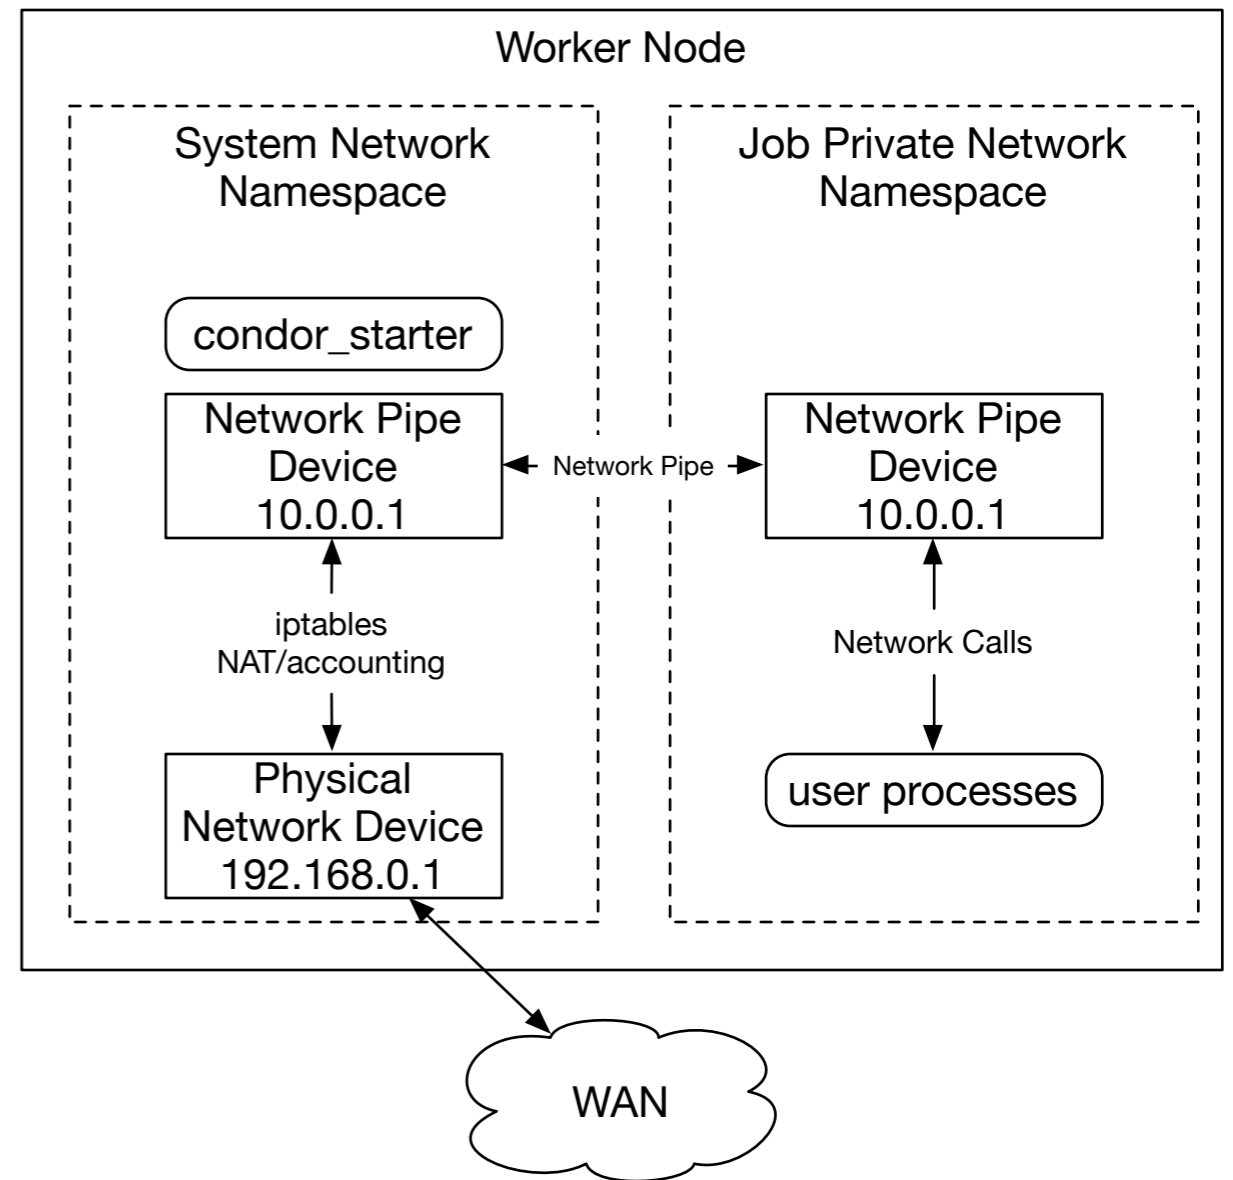 Worker Node
System Network
Namespace
Job Private Network
Namespace
condor_starter
Network Pipe
Device
10.0.0.1
Network Pipe
Network Pipe
Device
10.0.0.1
iptables
NAT/accounting
Network Calls
Physical
Network Device
192.168.0.1
user processes
WAN